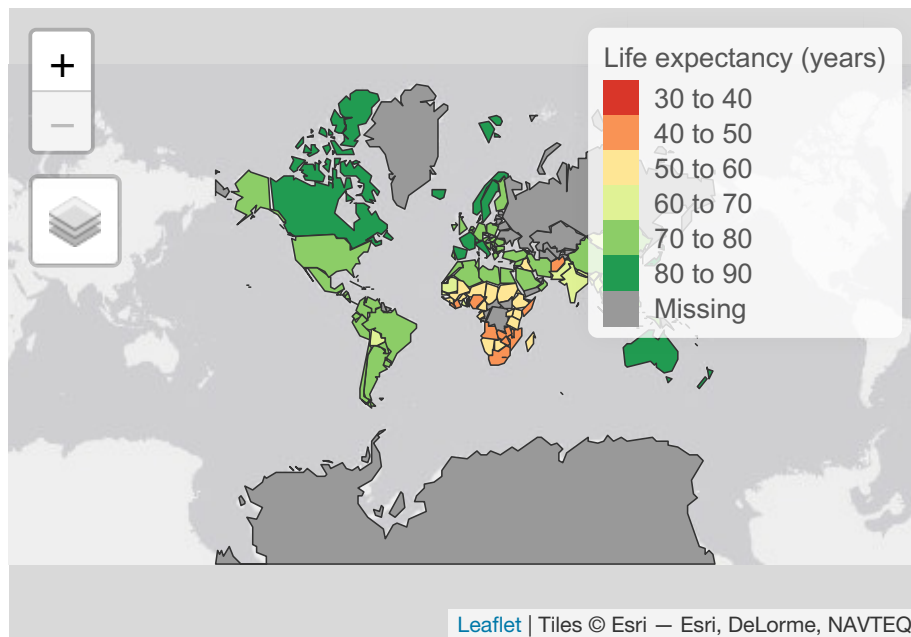 +
−
Life expectancy (years)
30 to 40
40 to 50
50 to 60
60 to 70
70 to 80
80 to 90
Missing
Leaflet | Tiles © Esri — Esri, DeLorme, NAVTEQ